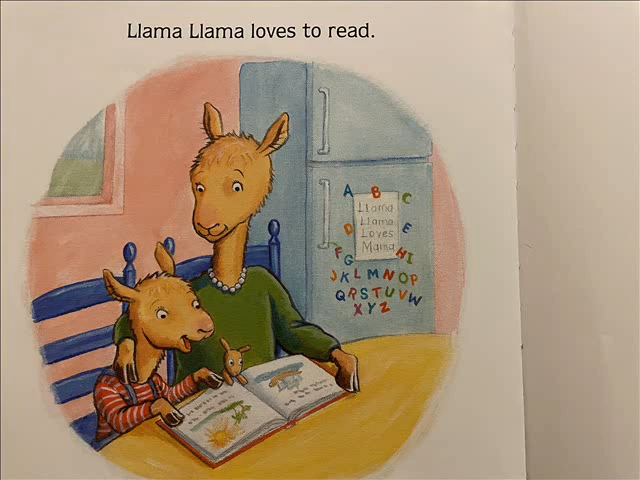 Llama Llama loves to read.
A B C
Llama
Llama
D Loves E
Mama
F G H I
J K L M N O P
Q R S T U V W
X Y Z